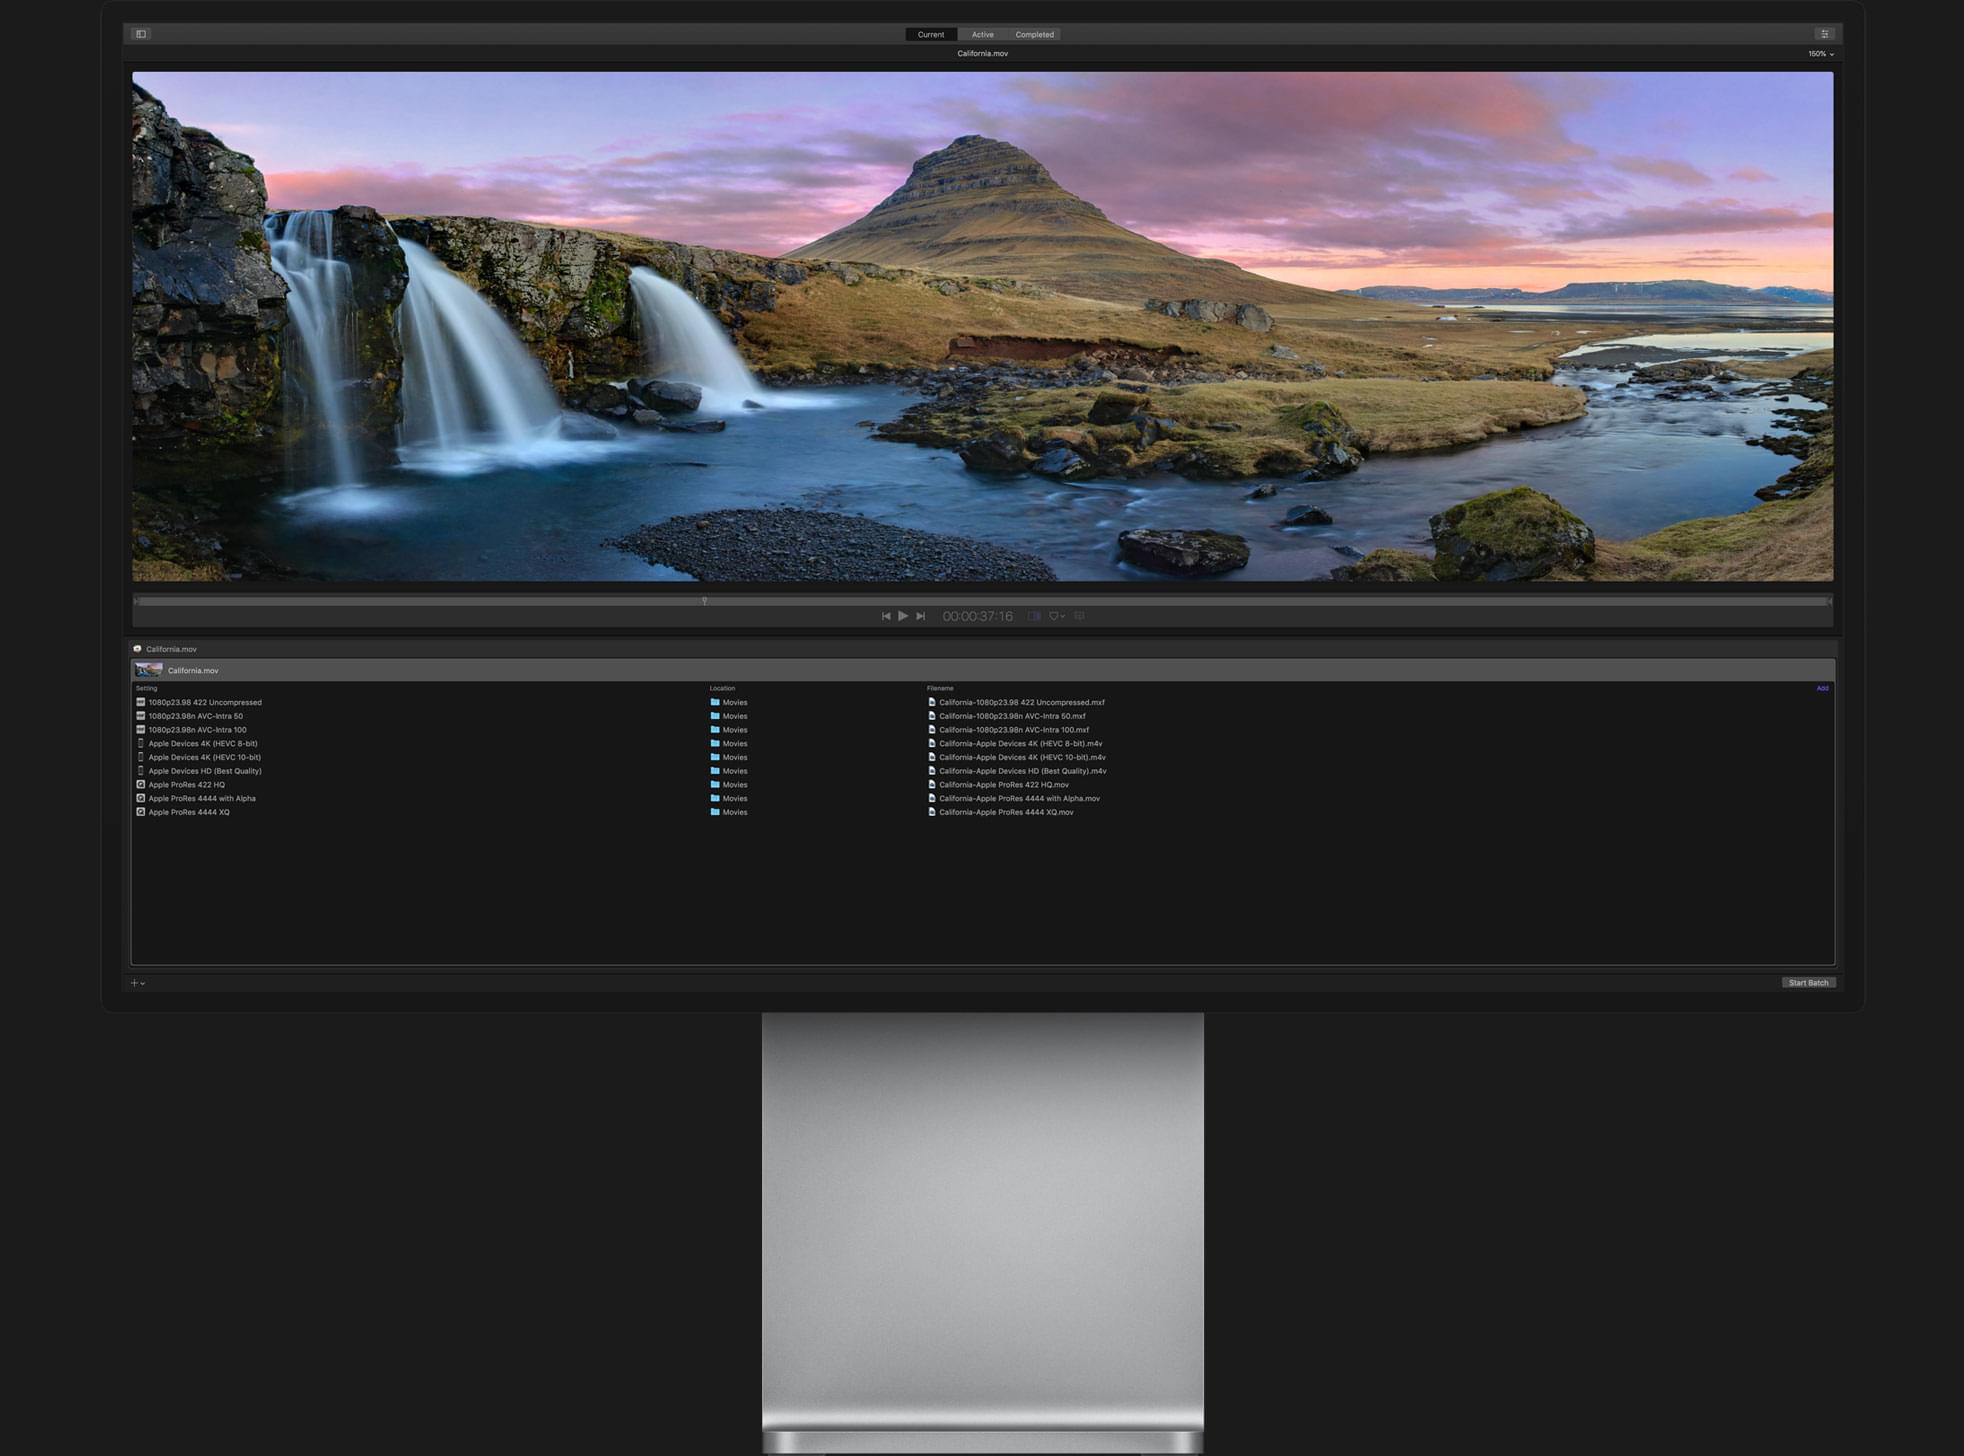 Current Active Completed
California.mov 150%
00:00:37:16
California.mov
California.mov
Setting Location Filename Add
1080p23.98 422 Uncompressed Movies California-1080p23.98 422 Uncompressed.mxf
1080p23.98n AVC-Intra 50 Movies California-1080p23.98n AVC-Intra 50.mxf
1080p23.98n AVC-Intra 100 Movies California-1080p23.98n AVC-Intra 100.mxf
Apple Devices 4K (HEVC 8-bit) Movies California-Apple Devices 4K (HEVC 8-bit).m4v
Apple Devices 4K (HEVC 10-bit) Movies California-Apple Devices 4K (HEVC 10-bit).m4v
Apple Devices HD (Best Quality) Movies California-Apple Devices HD (Best Quality).m4v
Apple ProRes 422 HQ Movies California-Apple ProRes 422 HQ.mov
Apple ProRes 4444 with Alpha Movies California-Apple ProRes 4444 with Alpha.mov
Apple ProRes 4444 XQ Movies California-Apple ProRes 4444 XQ.mov
Start Batch